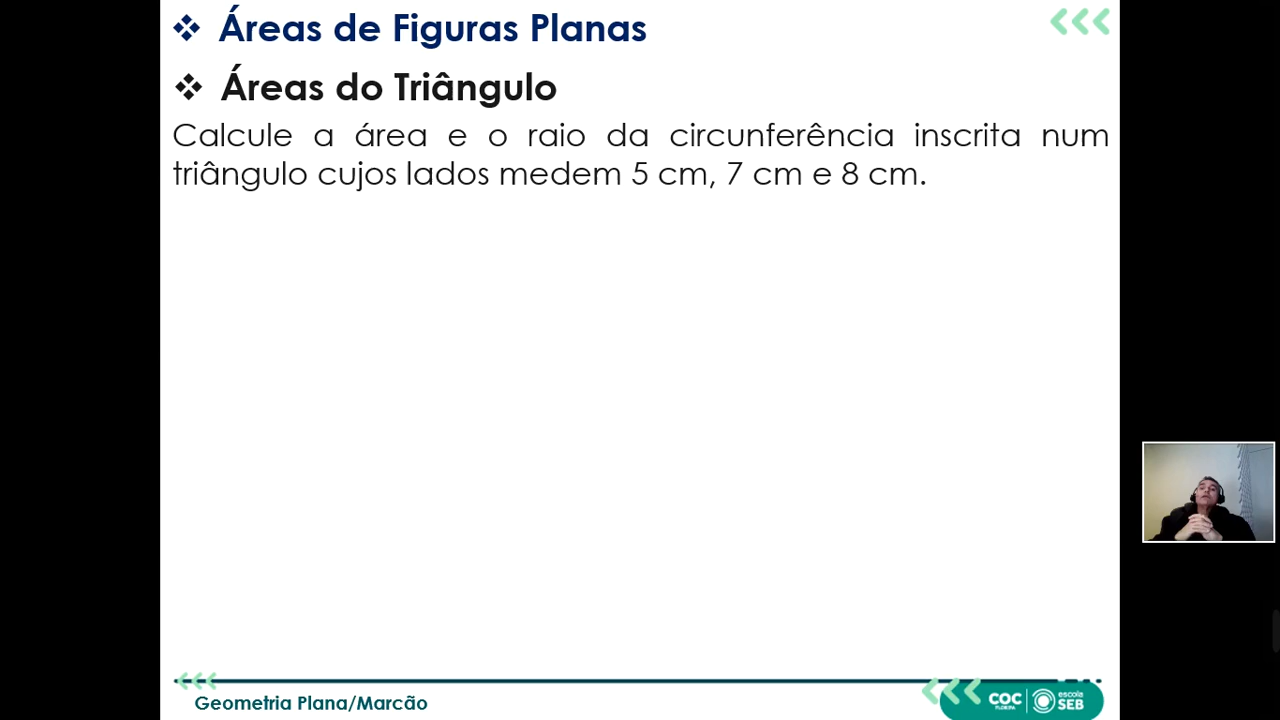 Áreas de Figuras Planas
Áreas do Triângulo
Calcule a área e o raio da circunferência inscrita num
triângulo cujos lados medem 5 cm, 7 cm e 8 cm.
Geometria Plana/Marcão
COC
FLORIPA
escola
SEB